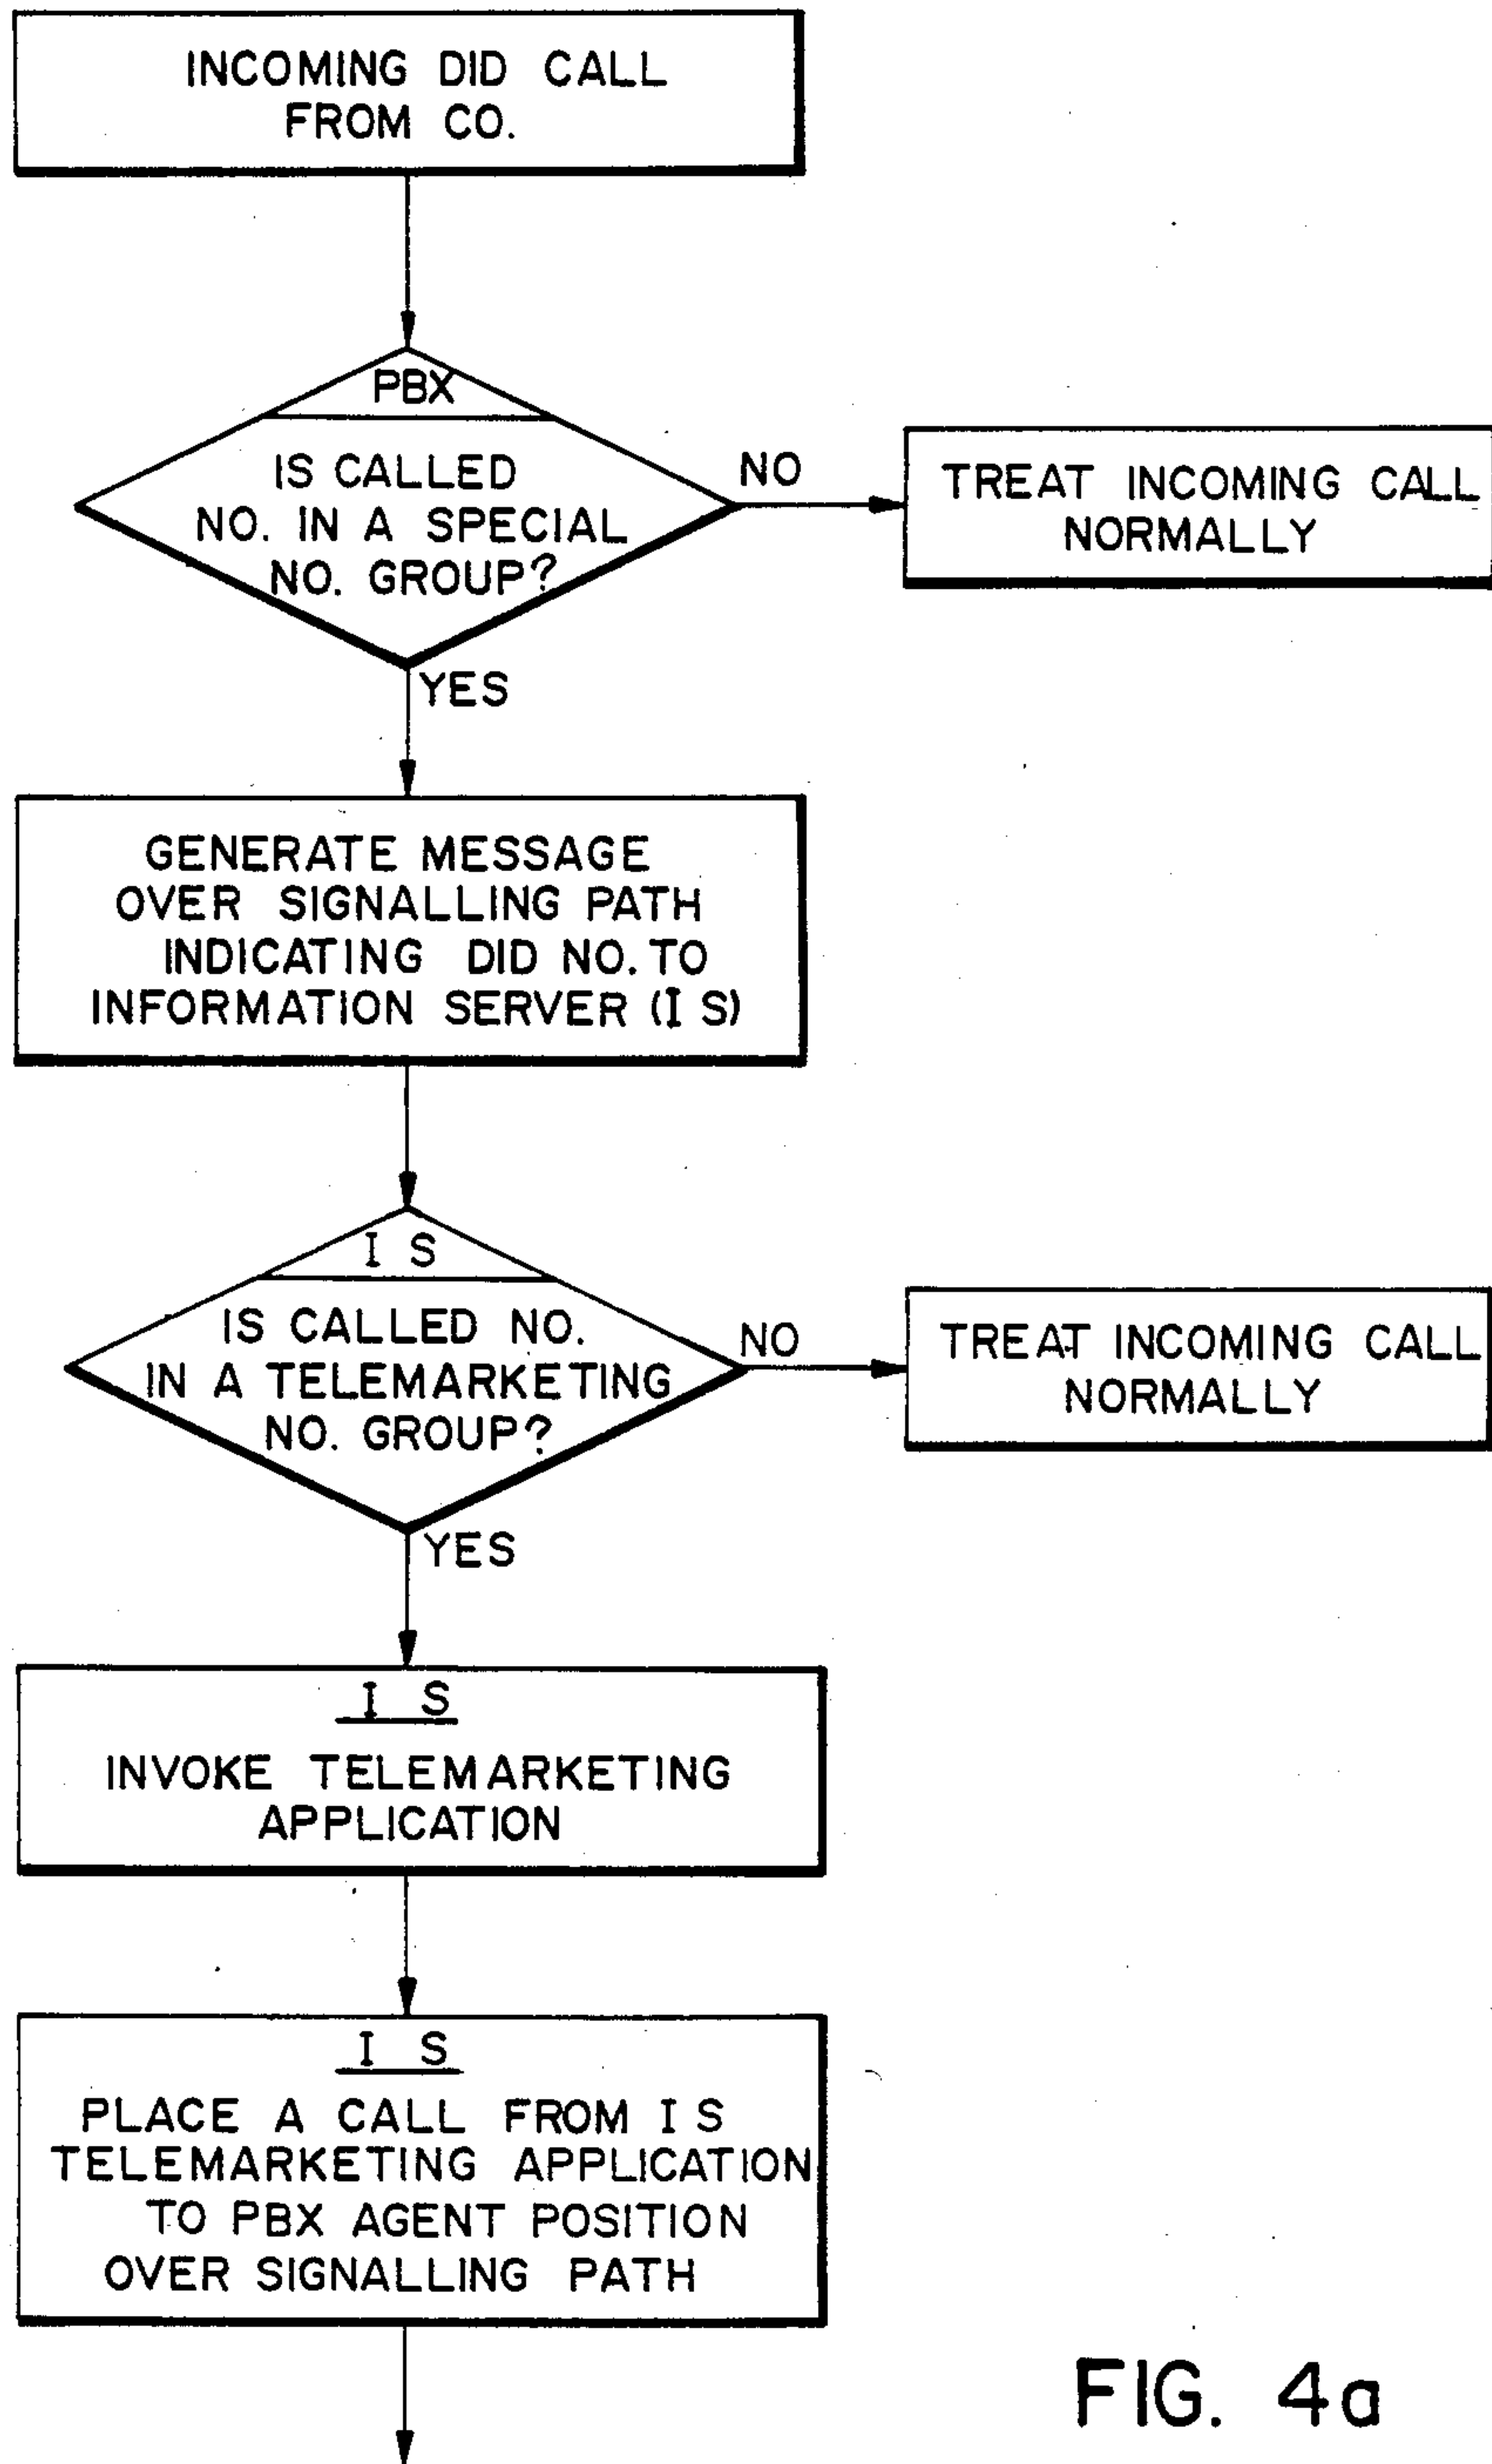 INCOMING DID CALL
FROM CO.
PBX
IS CALLED
NO. IN A SPECIAL
NO. GROUP?
NO
TREAT INCOMING CALL
NORMALLY
YES
GENERATE MESSAGE
OVER SIGNALLING PATH
INDICATING DID NO. TO
INFORMATION SERVER (I S)
I S
IS CALLED NO.
IN A TELEMARKETING
NO. GROUP?
NO
TREAT INCOMING CALL
NORMALLY
YES
I S
INVOKE TELEMARKETING
APPLICATION
I S
PLACE A CALL FROM I S
TELEMARKETING APPLICATION
TO PBX AGENT POSITION
OVER SIGNALLING PATH
FIG. 4a